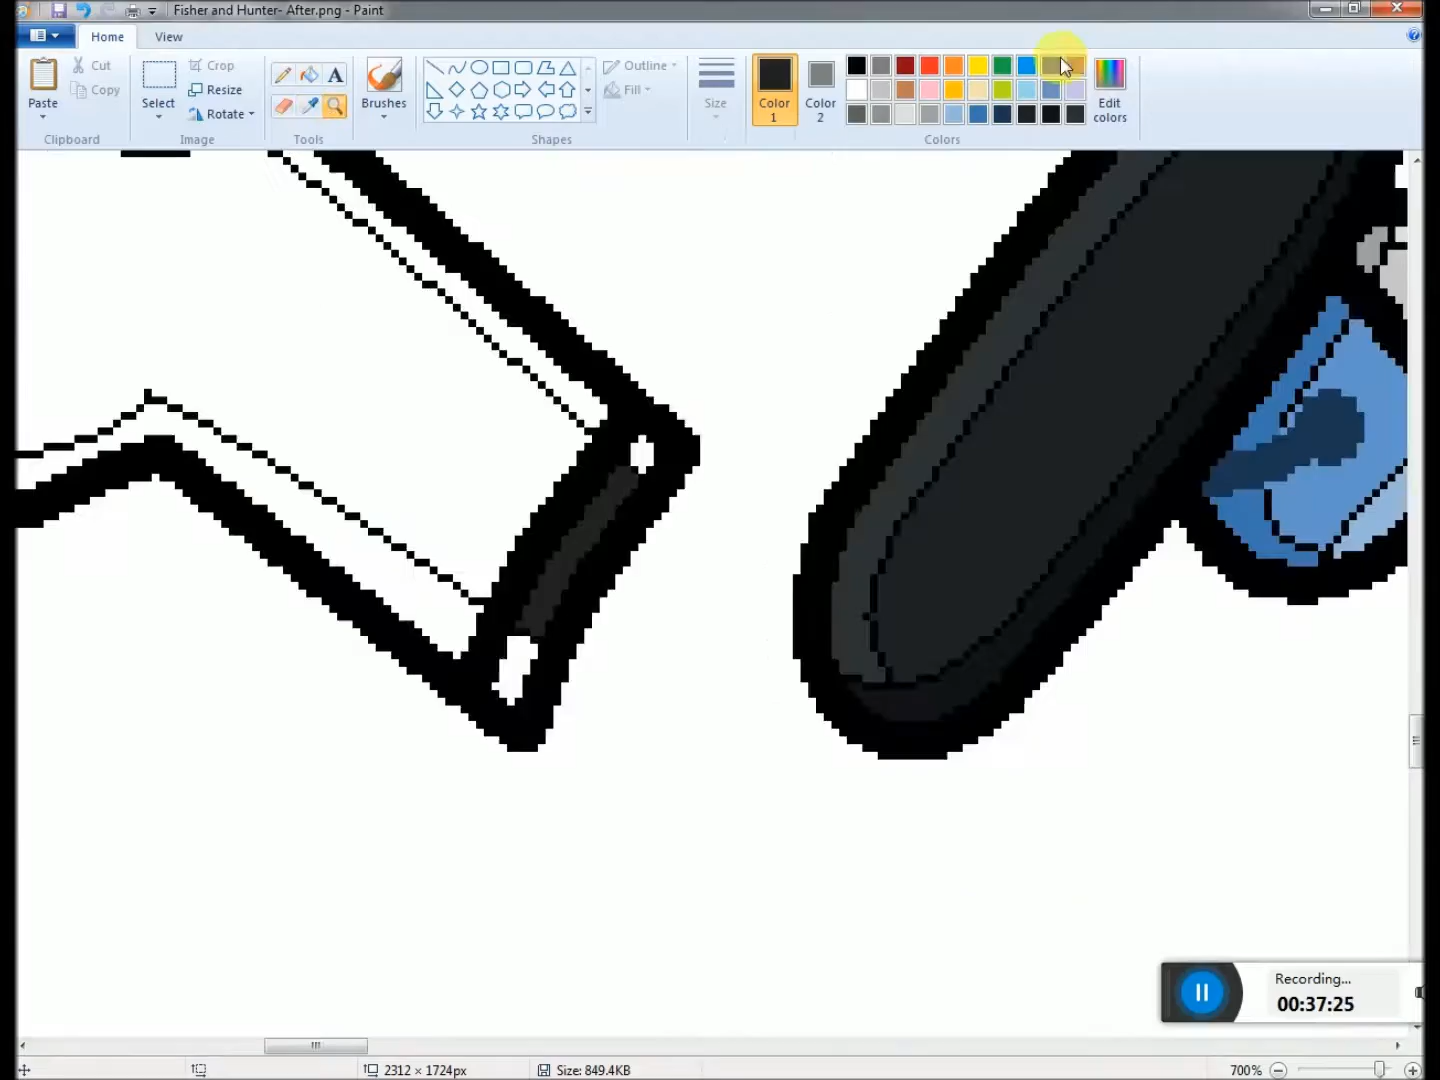 Fisher and Hunter- After.png - Paint
Home View
Paste
Cut
Copy
Clipboard
Select
Crop
Resize
Rotate
Image
A
Tools
Brushes
Outline
Fill
Shapes
Size
Color
1
Color
2
Edit
colors
Colors
Recording...
00:37:25
2312 × 1724px
Size: 849.4KB
700%